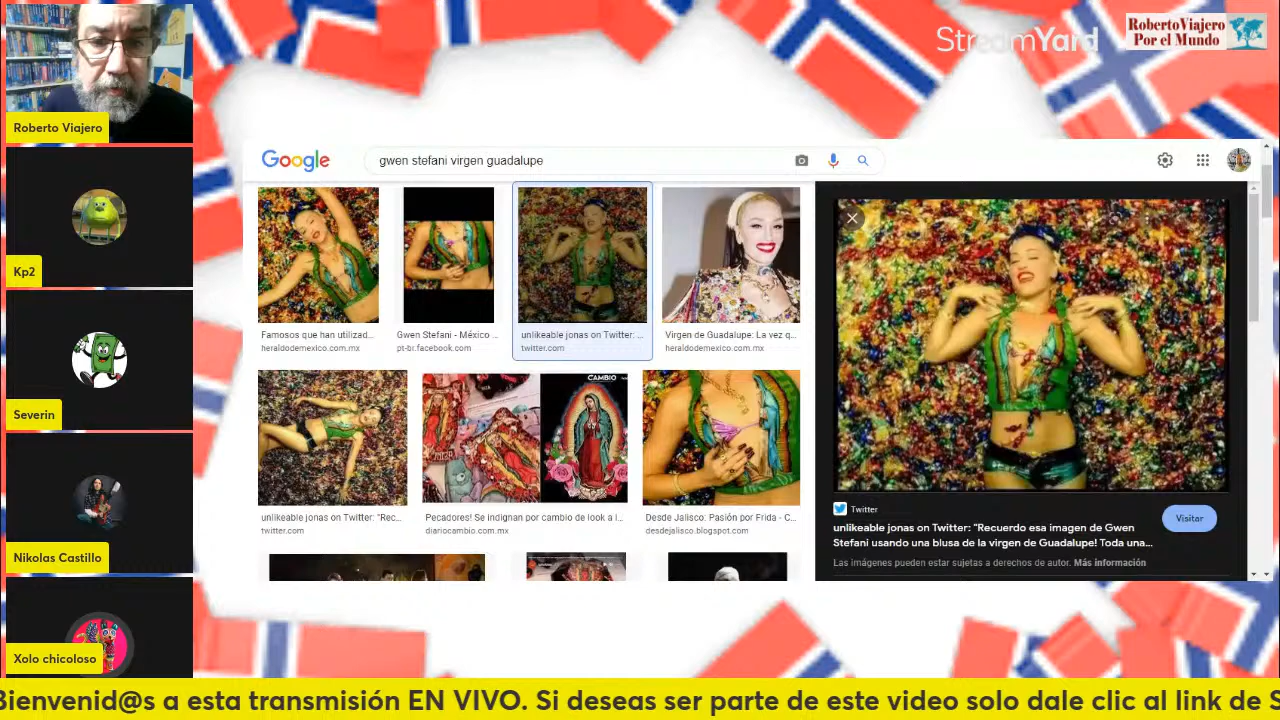 StreamYard
Roberto Viajero
Por el Mundo
Roberto Viajero
Kp2
Severin
Nikolas Castillo
Xolo chicoloso
Google
gwen stefani virgen guadalupe
Famosos que han utilizad...
heraldodemexico.com.mx
Gwen Stefani - México ...
pt-br.facebook.com
unlikeable jonas on Twitter: ...
twitter.com
Virgen de Guadalupe: La vez q...
heraldodemexico.com.mx
CAMBIO
unlikeable jonas on Twitter: "Rec...
twitter.com
Pecadores! Se indignan por cambio de look a l...
diariocambio.com.mx
Desde Jalisco: Pasión por Frida - C...
desdejalisco.blogspot.com
Twitter
unlikeable jonas on Twitter: "Recuerdo esa imagen de Gwen
Stefani usando una blusa de la virgen de Guadalupe! Toda una...
Visitar
Las imágenes pueden estar sujetas a derechos de autor. Más información
Bienvenid@s a esta transmisión EN VIVO. Si deseas ser parte de este video solo dale clic al link de S